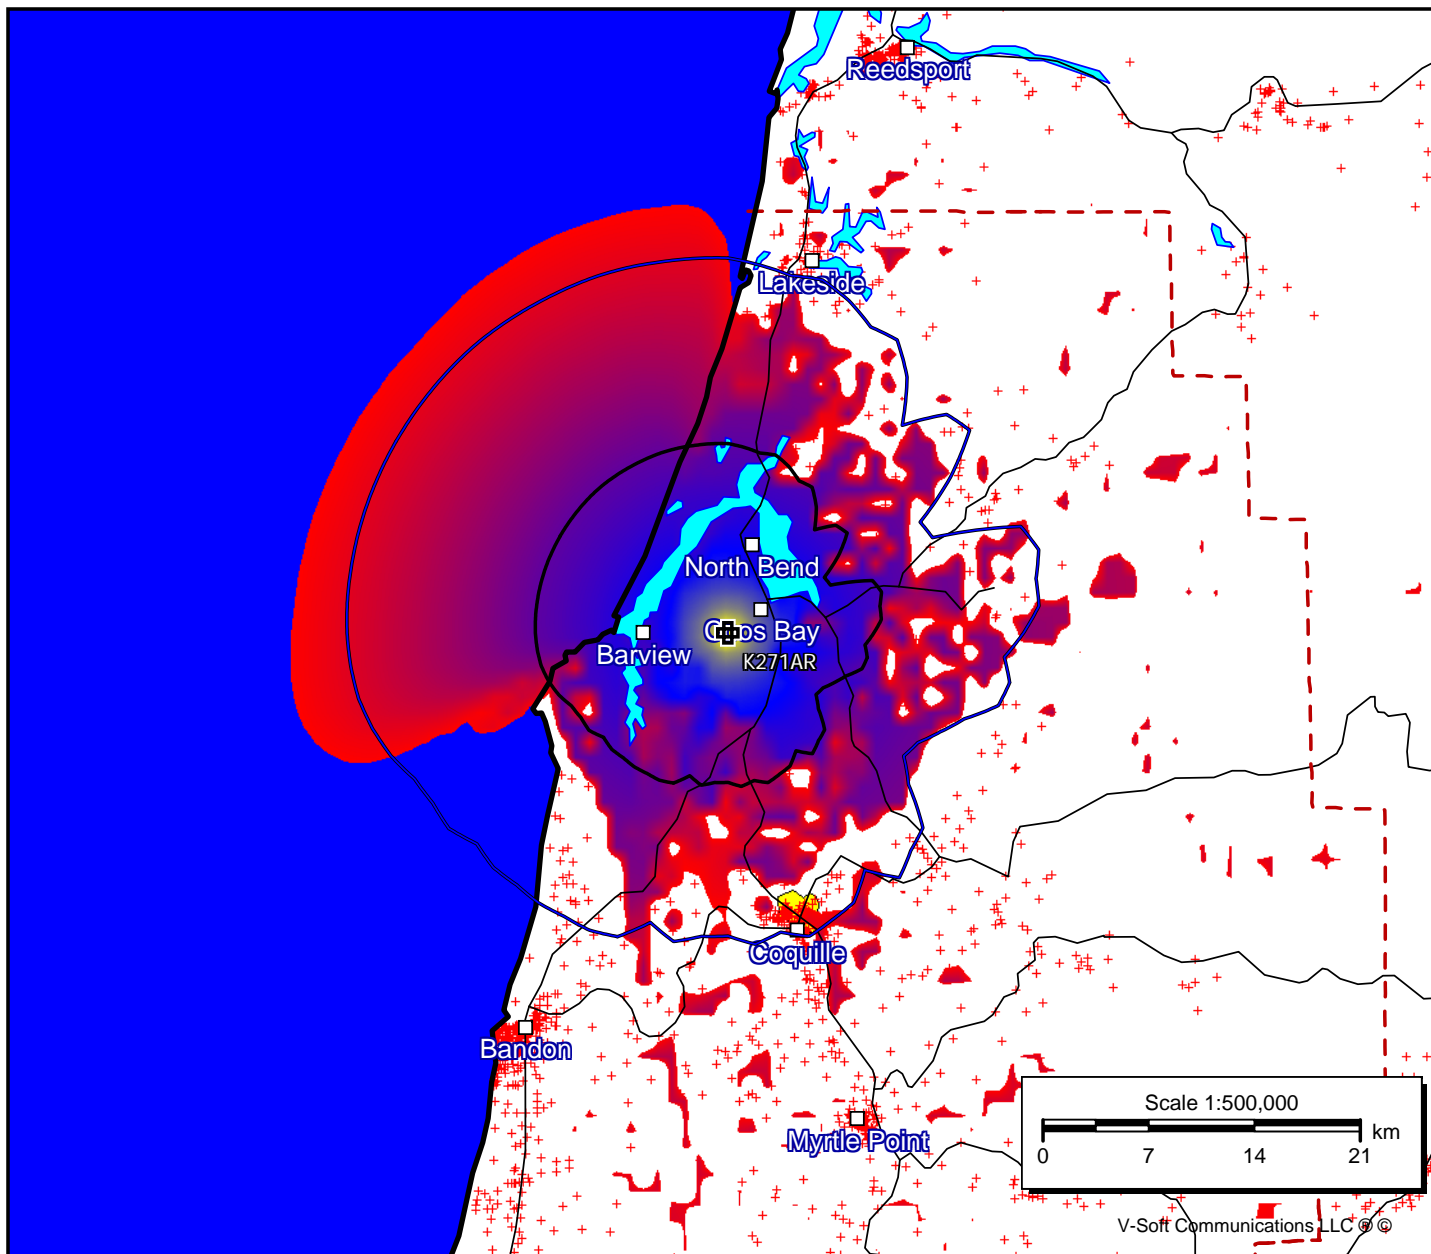 Reedsport
Lakeside
North Bend
Coos Bay
Barview
K271AR
Coquille
Bandon
Myrtle Point
Scale 1:500,000
km
0 7 14 21
V-Soft Communications LLC ® ©